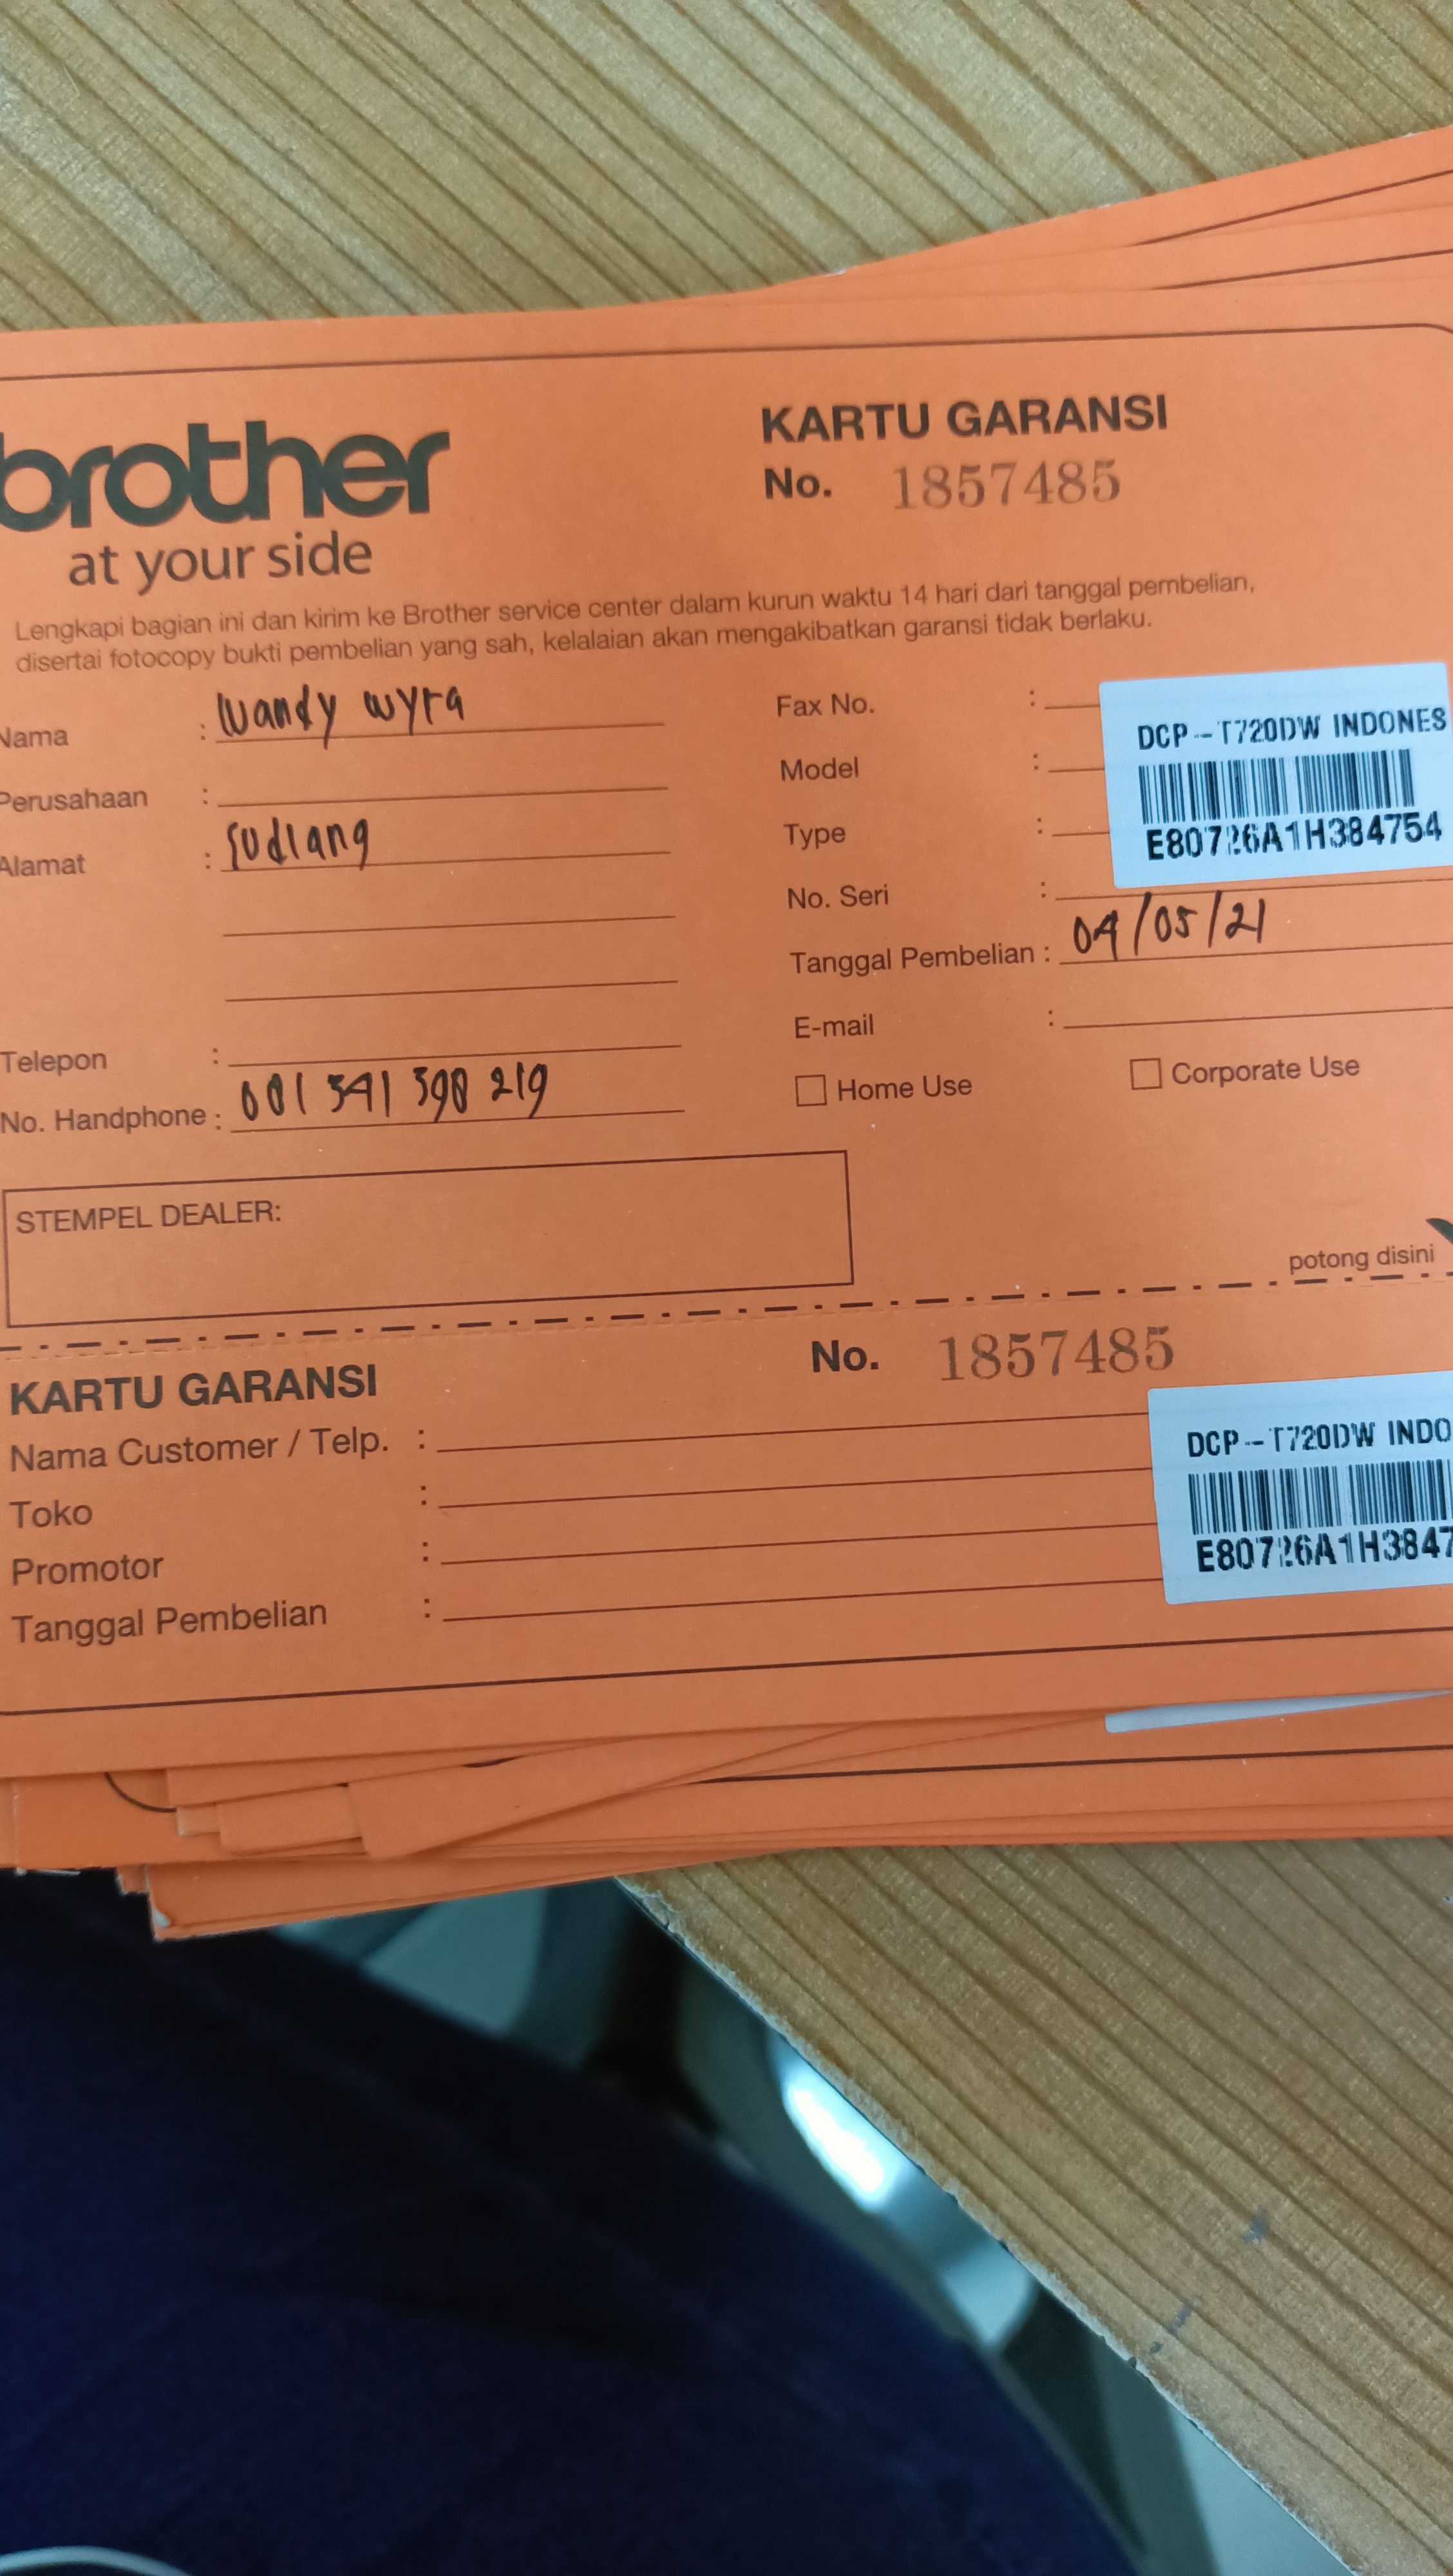 brother
at your side
KARTU GARANSI
No. 1857485
Lengkapi bagian ini dan kirim ke Brother service center dalam kurun waktu 14 hari dari tanggal pembelian,
disertai fotocopy bukti pembelian yang sah, kelalaian akan mengakibatkan garansi tidak berlaku.
Nama : Wandy wyra
Perusahaan :
Alamat : Sudiang
Telepon :
No. Handphone : 081 341 398 219
Fax No. :
Model :
Type :
No. Seri :
DCP-T720DW INDONES
E80726A1H384754
Tanggal Pembelian : 04/05/21
E-mail :
Home Use
Corporate Use
STEMPEL DEALER:
potong disini
KARTU GARANSI
No. 1857485
Nama Customer / Telp. :
Toko :
Promotor :
Tanggal Pembelian :
DCP-T720DW INDO
E80726A1H3847